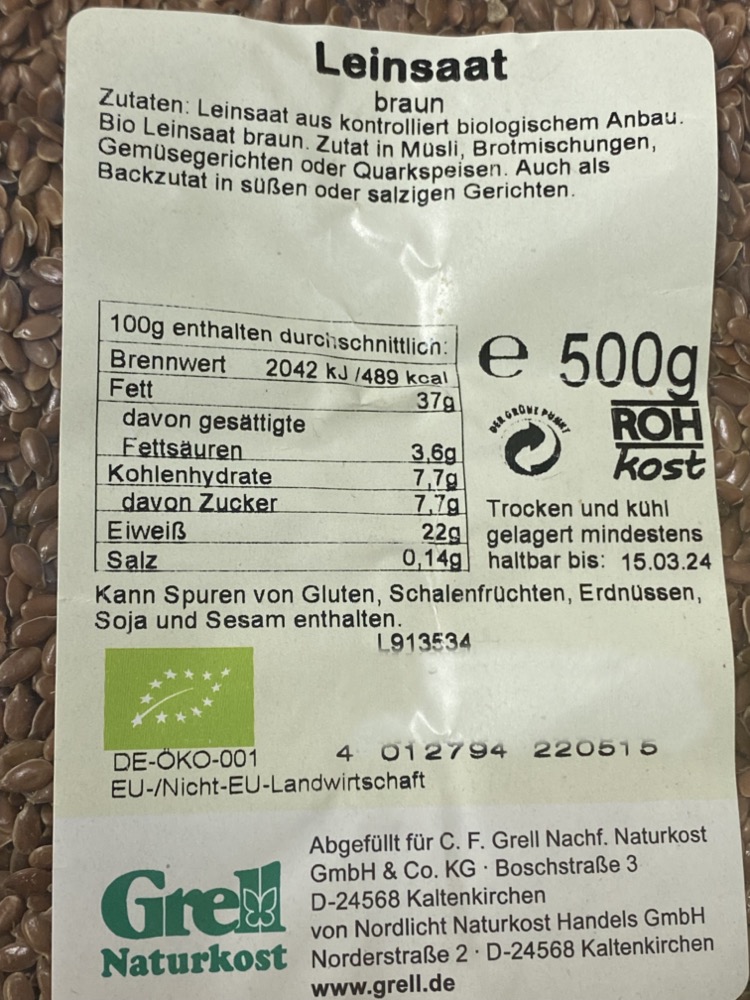 Leinsaat
braun
Zutaten: Leinsaat aus kontrolliert biologischem Anbau.
Bio Leinsaat braun. Zutat in Müsli, Brotmischungen,
Gemüsegerichten oder Quarkspeisen. Auch als
Backzutat in süßen oder salzigen Gerichten.
100g enthalten durchschnittlich:
Brennwert 2042 kJ /489 kcal
Fett 37g
davon gesättigte
Fettsäuren 3,6g
Kohlenhydrate 7,7g
davon Zucker 7,7g
Eiweiß 22g
Salz 0,14g
e 500g
DER GRÜNE PUNKT
ROH
kost
Trocken und kühl
gelagert mindestens
haltbar bis: 15.03.24
Kann Spuren von Gluten, Schalenfrüchten, Erdnüssen,
Soja und Sesam enthalten.
L913534
DE-ÖKO-001
EU-/Nicht-EU-Landwirtschaft
4 012794 220515
Grell
Naturkost
Abgefüllt für C. F. Grell Nachf. Naturkost
GmbH & Co. KG · Boschstraße 3
D-24568 Kaltenkirchen
von Nordlicht Naturkost Handels GmbH
Norderstraße 2 · D-24568 Kaltenkirchen
www.grell.de